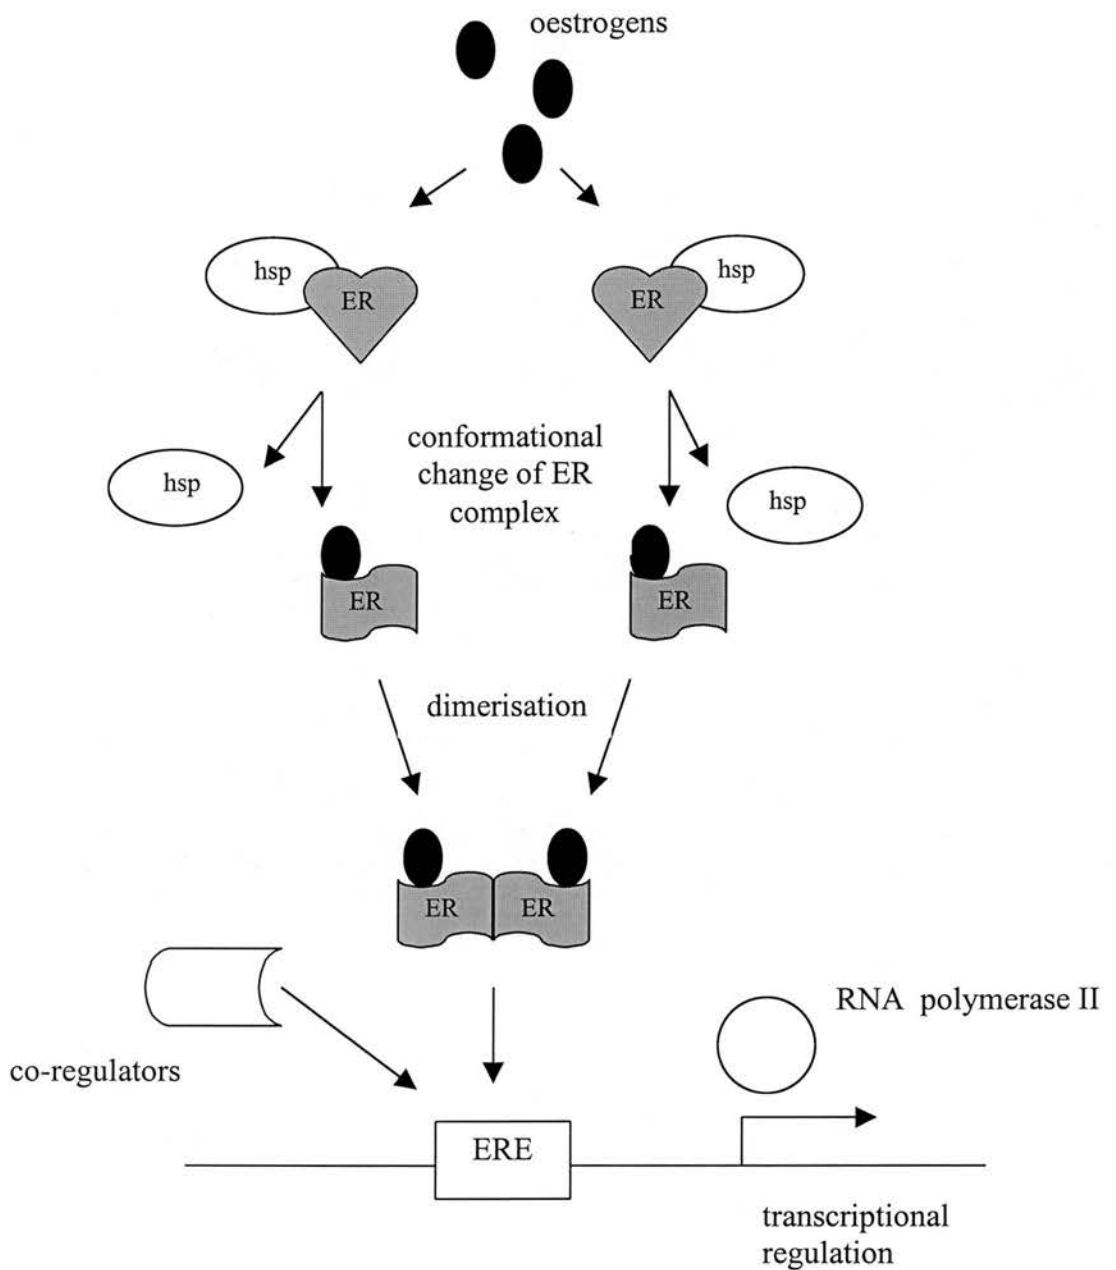 oestrogens
hsp
ER
hsp
ER
conformational
change of ER
complex
hsp
hsp
ER
ER
dimerisation
ER
ER
RNA polymerase II
co-regulators
ERE
transcriptional
regulation